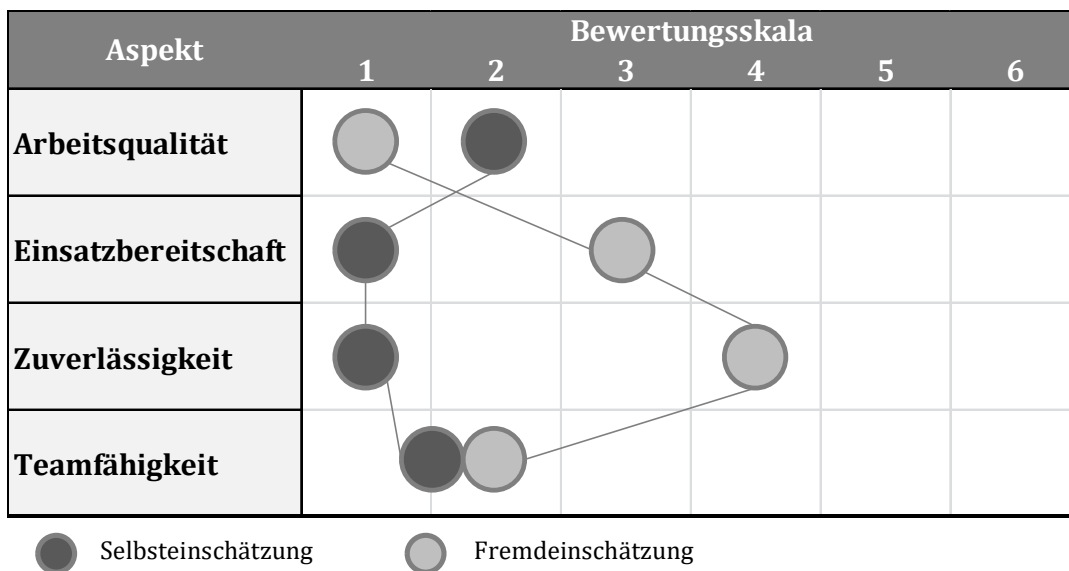 Aspekt
Bewertungsskala
1 2 3 4 5 6
Arbeitsqualität
Einsatzbereitschaft
Zuverlässigkeit
Teamfähigkeit
Selbsteinschätzung Fremdeinschätzung